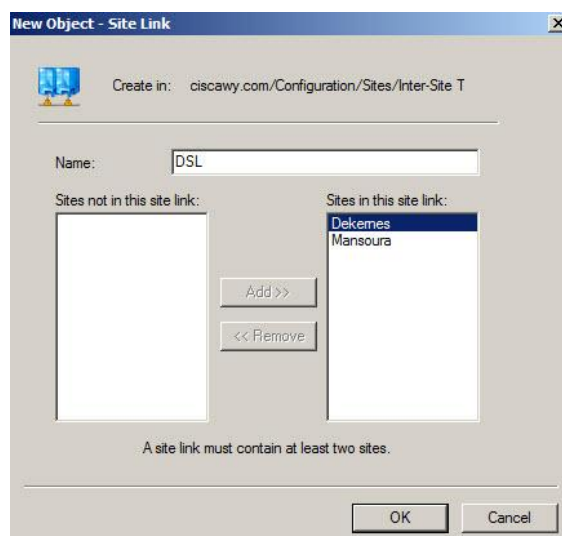 New Object - Site Link
Create in: ciscawy.com/Configuration/Sites/Inter-Site T
Name: DSL
Sites not in this site link:
Sites in this site link:
Dekernes
Mansoura
Add >>
<< Remove
A site link must contain at least two sites.
OK
Cancel